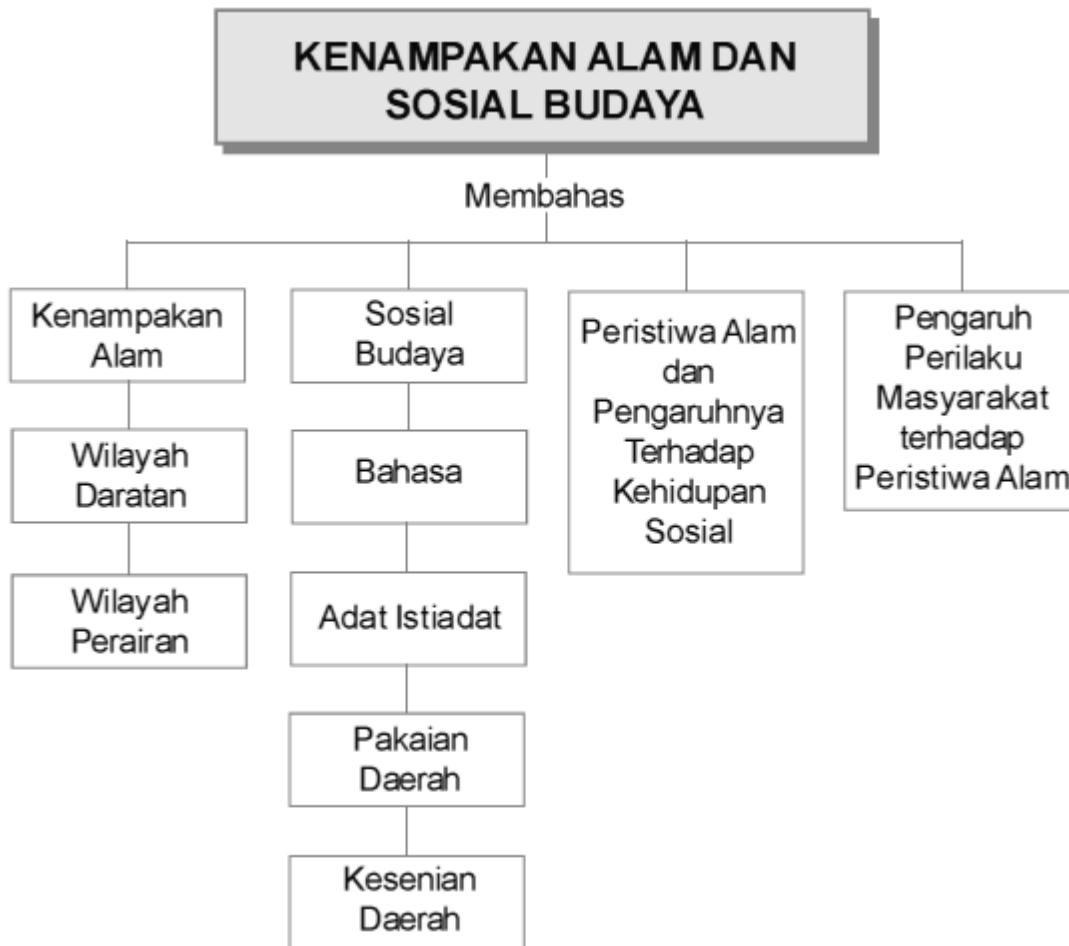 KENAMPAKAN ALAM DAN
SOSIAL BUDAYA
Membahas
Kenampakan
Alam
Wilayah
Daratan
Wilayah
Perairan
Sosial
Budaya
Bahasa
Adat Istiadat
Pakaian
Daerah
Kesenian
Daerah
Peristiwa Alam
dan
Pengaruhnya
Terhadap
Kehidupan
Sosial
Pengaruh
Perilaku
Masyarakat
terhadap
Peristiwa Alam